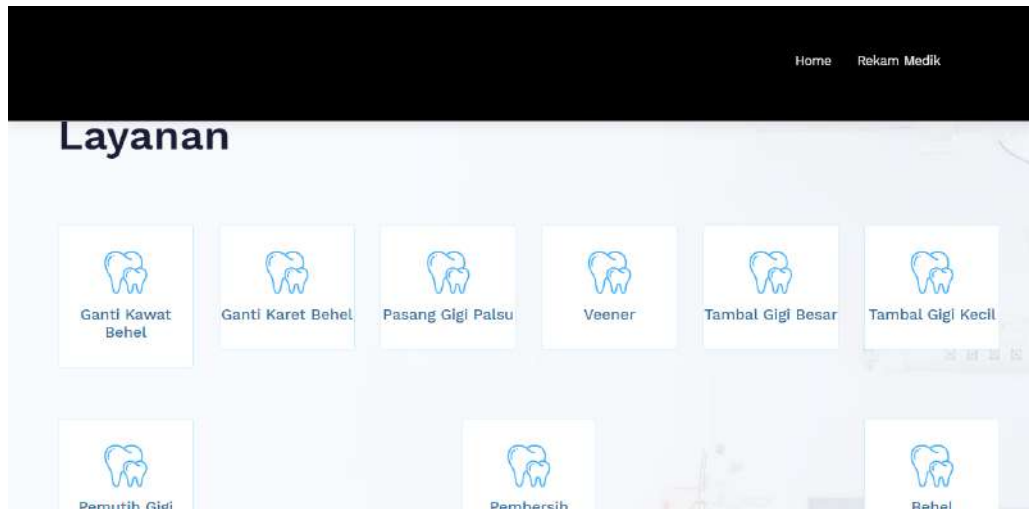 Home Rekam Medik
Layanan
Ganti Kawat
Behel
Ganti Karet Behel
Pasang Gigi Palsu
Veener
Tambal Gigi Besar
Tambal Gigi Kecil
Pemutih Gigi
Pembersih
Behel